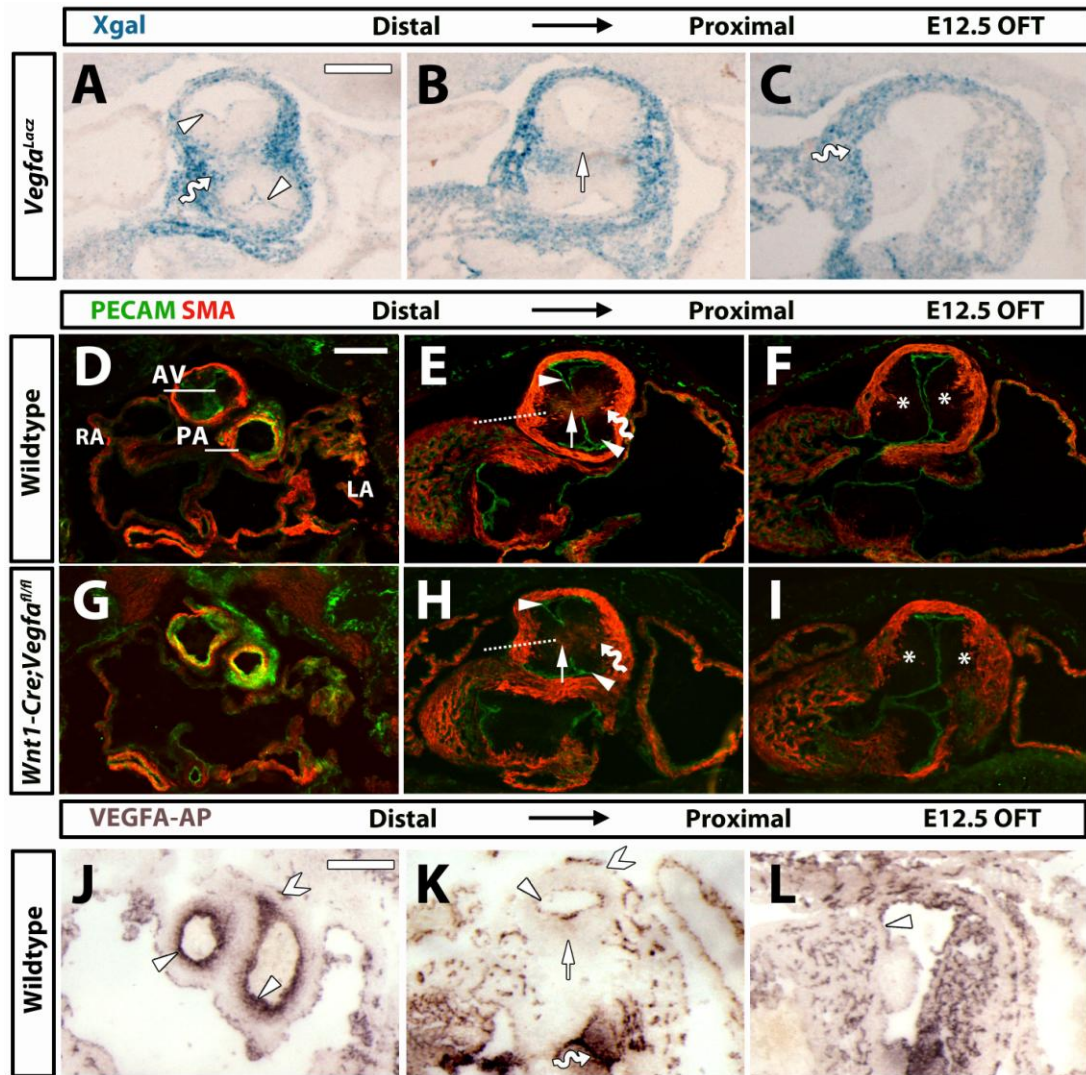 Xgal Distal Proximal E12.5 OFT
Vegfa^Lacz
A B C
PECAM SMA Distal Proximal E12.5 OFT
Wildtype
D E F
AV
PA
RA
LA
* *
Wnt1-Cre;Vegfa^fl/fl
G H I
* *
VEGFA-AP Distal Proximal E12.5 OFT
Wildtype
J K L